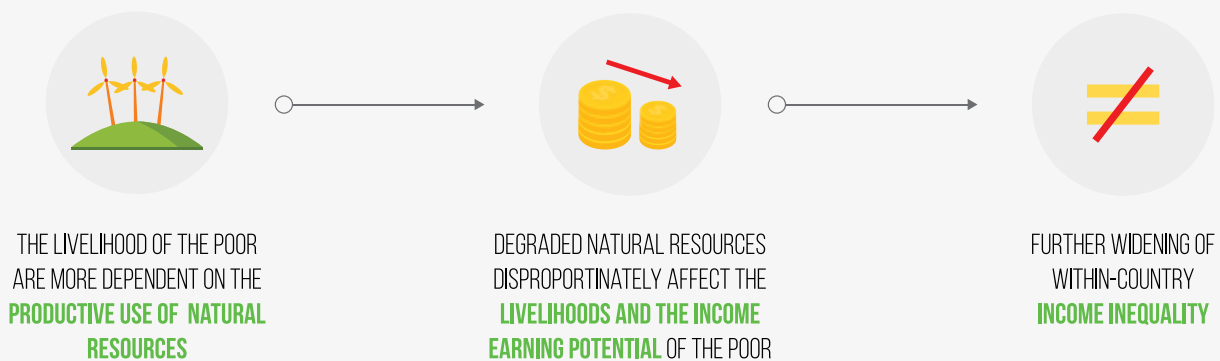 THE LIVELIHOOD OF THE POOR
ARE MORE DEPENDENT ON THE
PRODUCTIVE USE OF NATURAL
RESOURCES
DEGRADED NATURAL RESOURCES
DISPROPORTINATELY AFFECT THE
LIVELIHOODS AND THE INCOME
EARNING POTENTIAL OF THE POOR
FURTHER WIDENING OF
WITHIN-COUNTRY
INCOME INEQUALITY